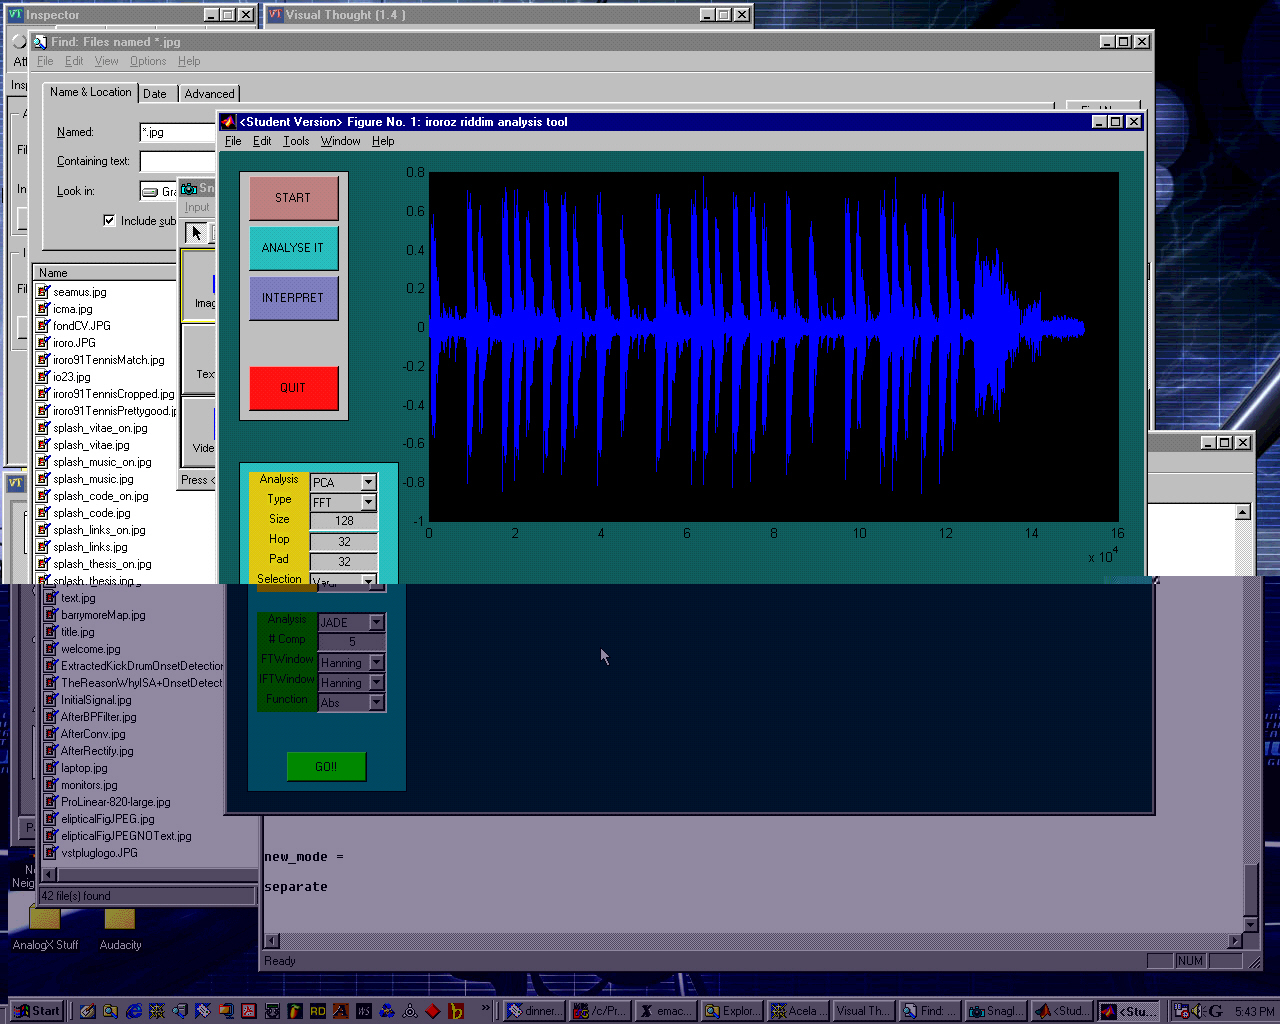 Inspector
Visual Thought (1.4 )
Find: Files named *.jpg
File Edit View Options Help
Name & Location Date Advanced
Named: *.jpg
Containing text:
Look in:
Include sub
Name
seamus.jpg
icma.jpg
fondCV.JPG
iroro.JPG
iroro91TennisMatch.jpg
io23.jpg
iroro91TennisCropped.jpg
iroro91TennisPrettygood.j
splash_vitae_on.jpg
splash_vitae.jpg
splash_music_on.jpg
splash_music.jpg
splash_code_on.jpg
splash_code.jpg
splash_links_on.jpg
splash_links.jpg
splash_thesis_on.jpg
splash_thesis.jpg
text.jpg
barrymoreMap.jpg
title.jpg
welcome.jpg
ExtractedKickDrumOnsetDetection
TheReasonWhyISA+OnsetDetect
InitialSignal.jpg
AfterBPFilter.jpg
AfterConv.jpg
AfterRectify.jpg
laptop.jpg
monitors.jpg
ProLinear-820-large.jpg
elipticalFigJPEG.jpg
elipticalFigJPEGNOText.jpg
vstpluglogo.JPG
42 file(s) found
Input
Imag
Text
Video
Press <
<Student Version> Figure No. 1: iroroz riddim analysis tool
File Edit Tools Window Help
START
ANALYSE IT
INTERPRET
QUIT
Analysis PCA
Type FFT
Size 128
Hop 32
Pad 32
Selection
Analysis JADE
# Comp 5
FTWindow Hanning
IFTWindow Hanning
Function Abs
GO!!
0.8
0.6
0.4
0.2
0
-0.2
-0.4
-0.6
-0.8
-1
0 2 4 6 8 10 12 14 16
x 10^4
new_mode =
separate
Ready NUM
AnalogX Stuff Audacity
Start dinner... /c/Pr... emac... Explor... Acela ... Visual Th... Find: ... Snagl... <Stud... <Stu... 5:43 PM